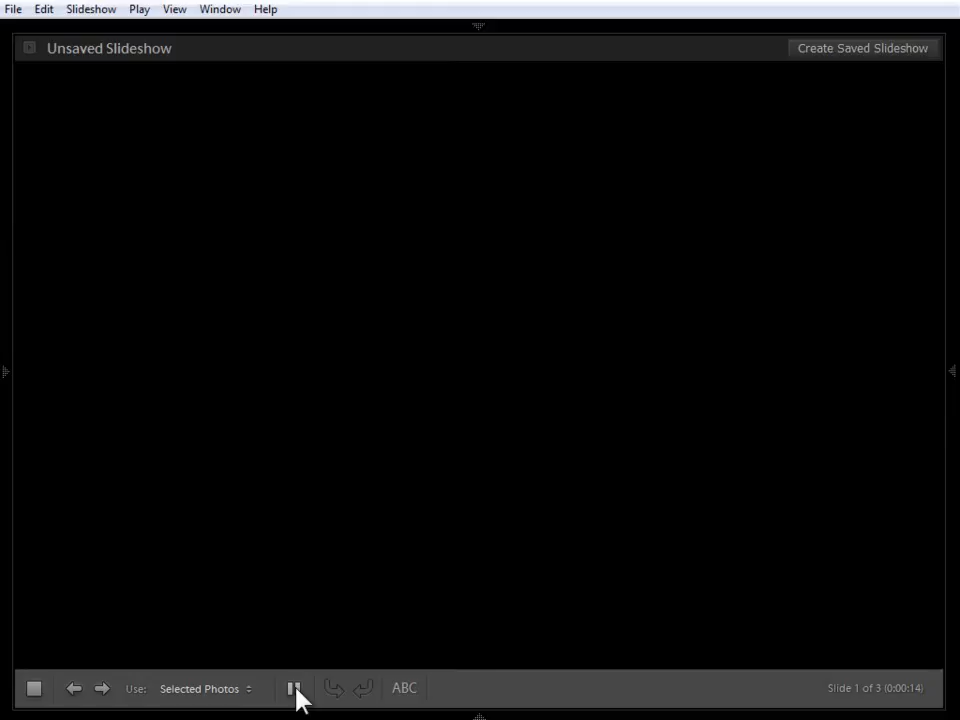 File Edit Slideshow Play View Window Help
Unsaved Slideshow Create Saved Slideshow
Use: Selected Photos ABC Slide 1 of 3 (0:00:14)